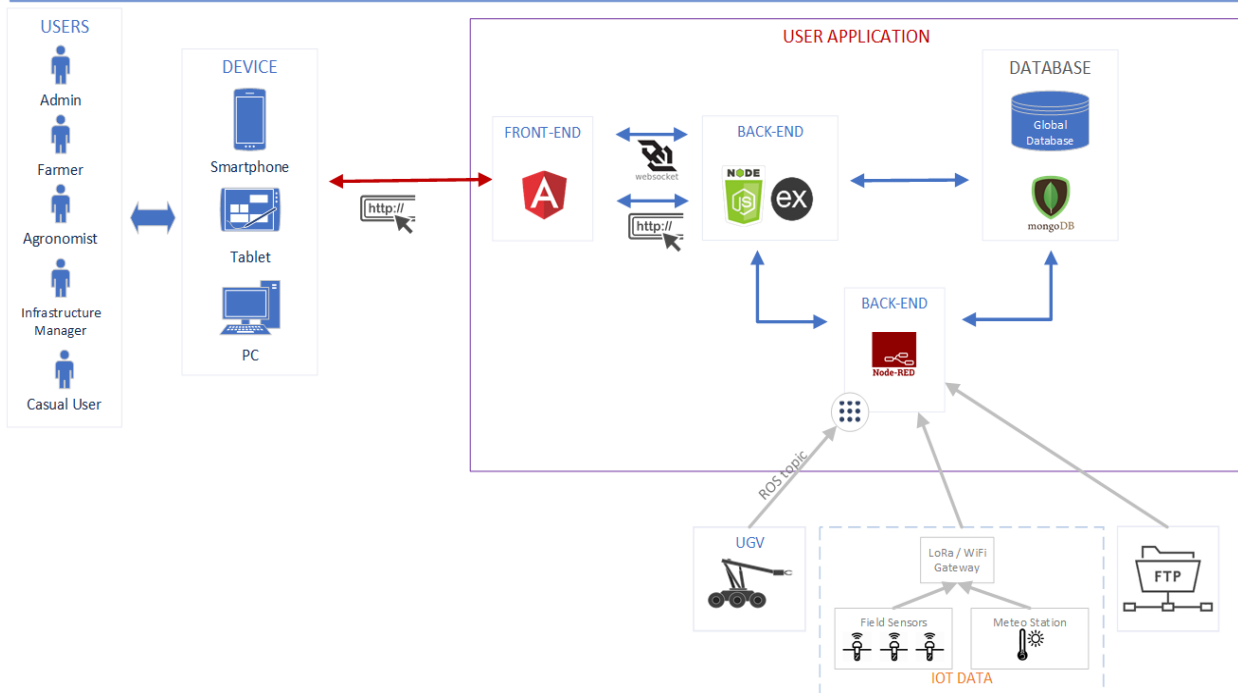 USERS
Admin
Farmer
Agronomist
Infrastructure
Manager
Casual User
DEVICE
Smartphone
Tablet
PC
http://
USER APPLICATION
FRONT-END
A
websocket
http://
BACK-END
NODE
JS
ex
DATABASE
Global
Database
mongoDB
BACK-END
Node-RED
ROS topic
UGV
LoRa / WiFi
Gateway
Field Sensors
Meteo Station
IOT DATA
FTP